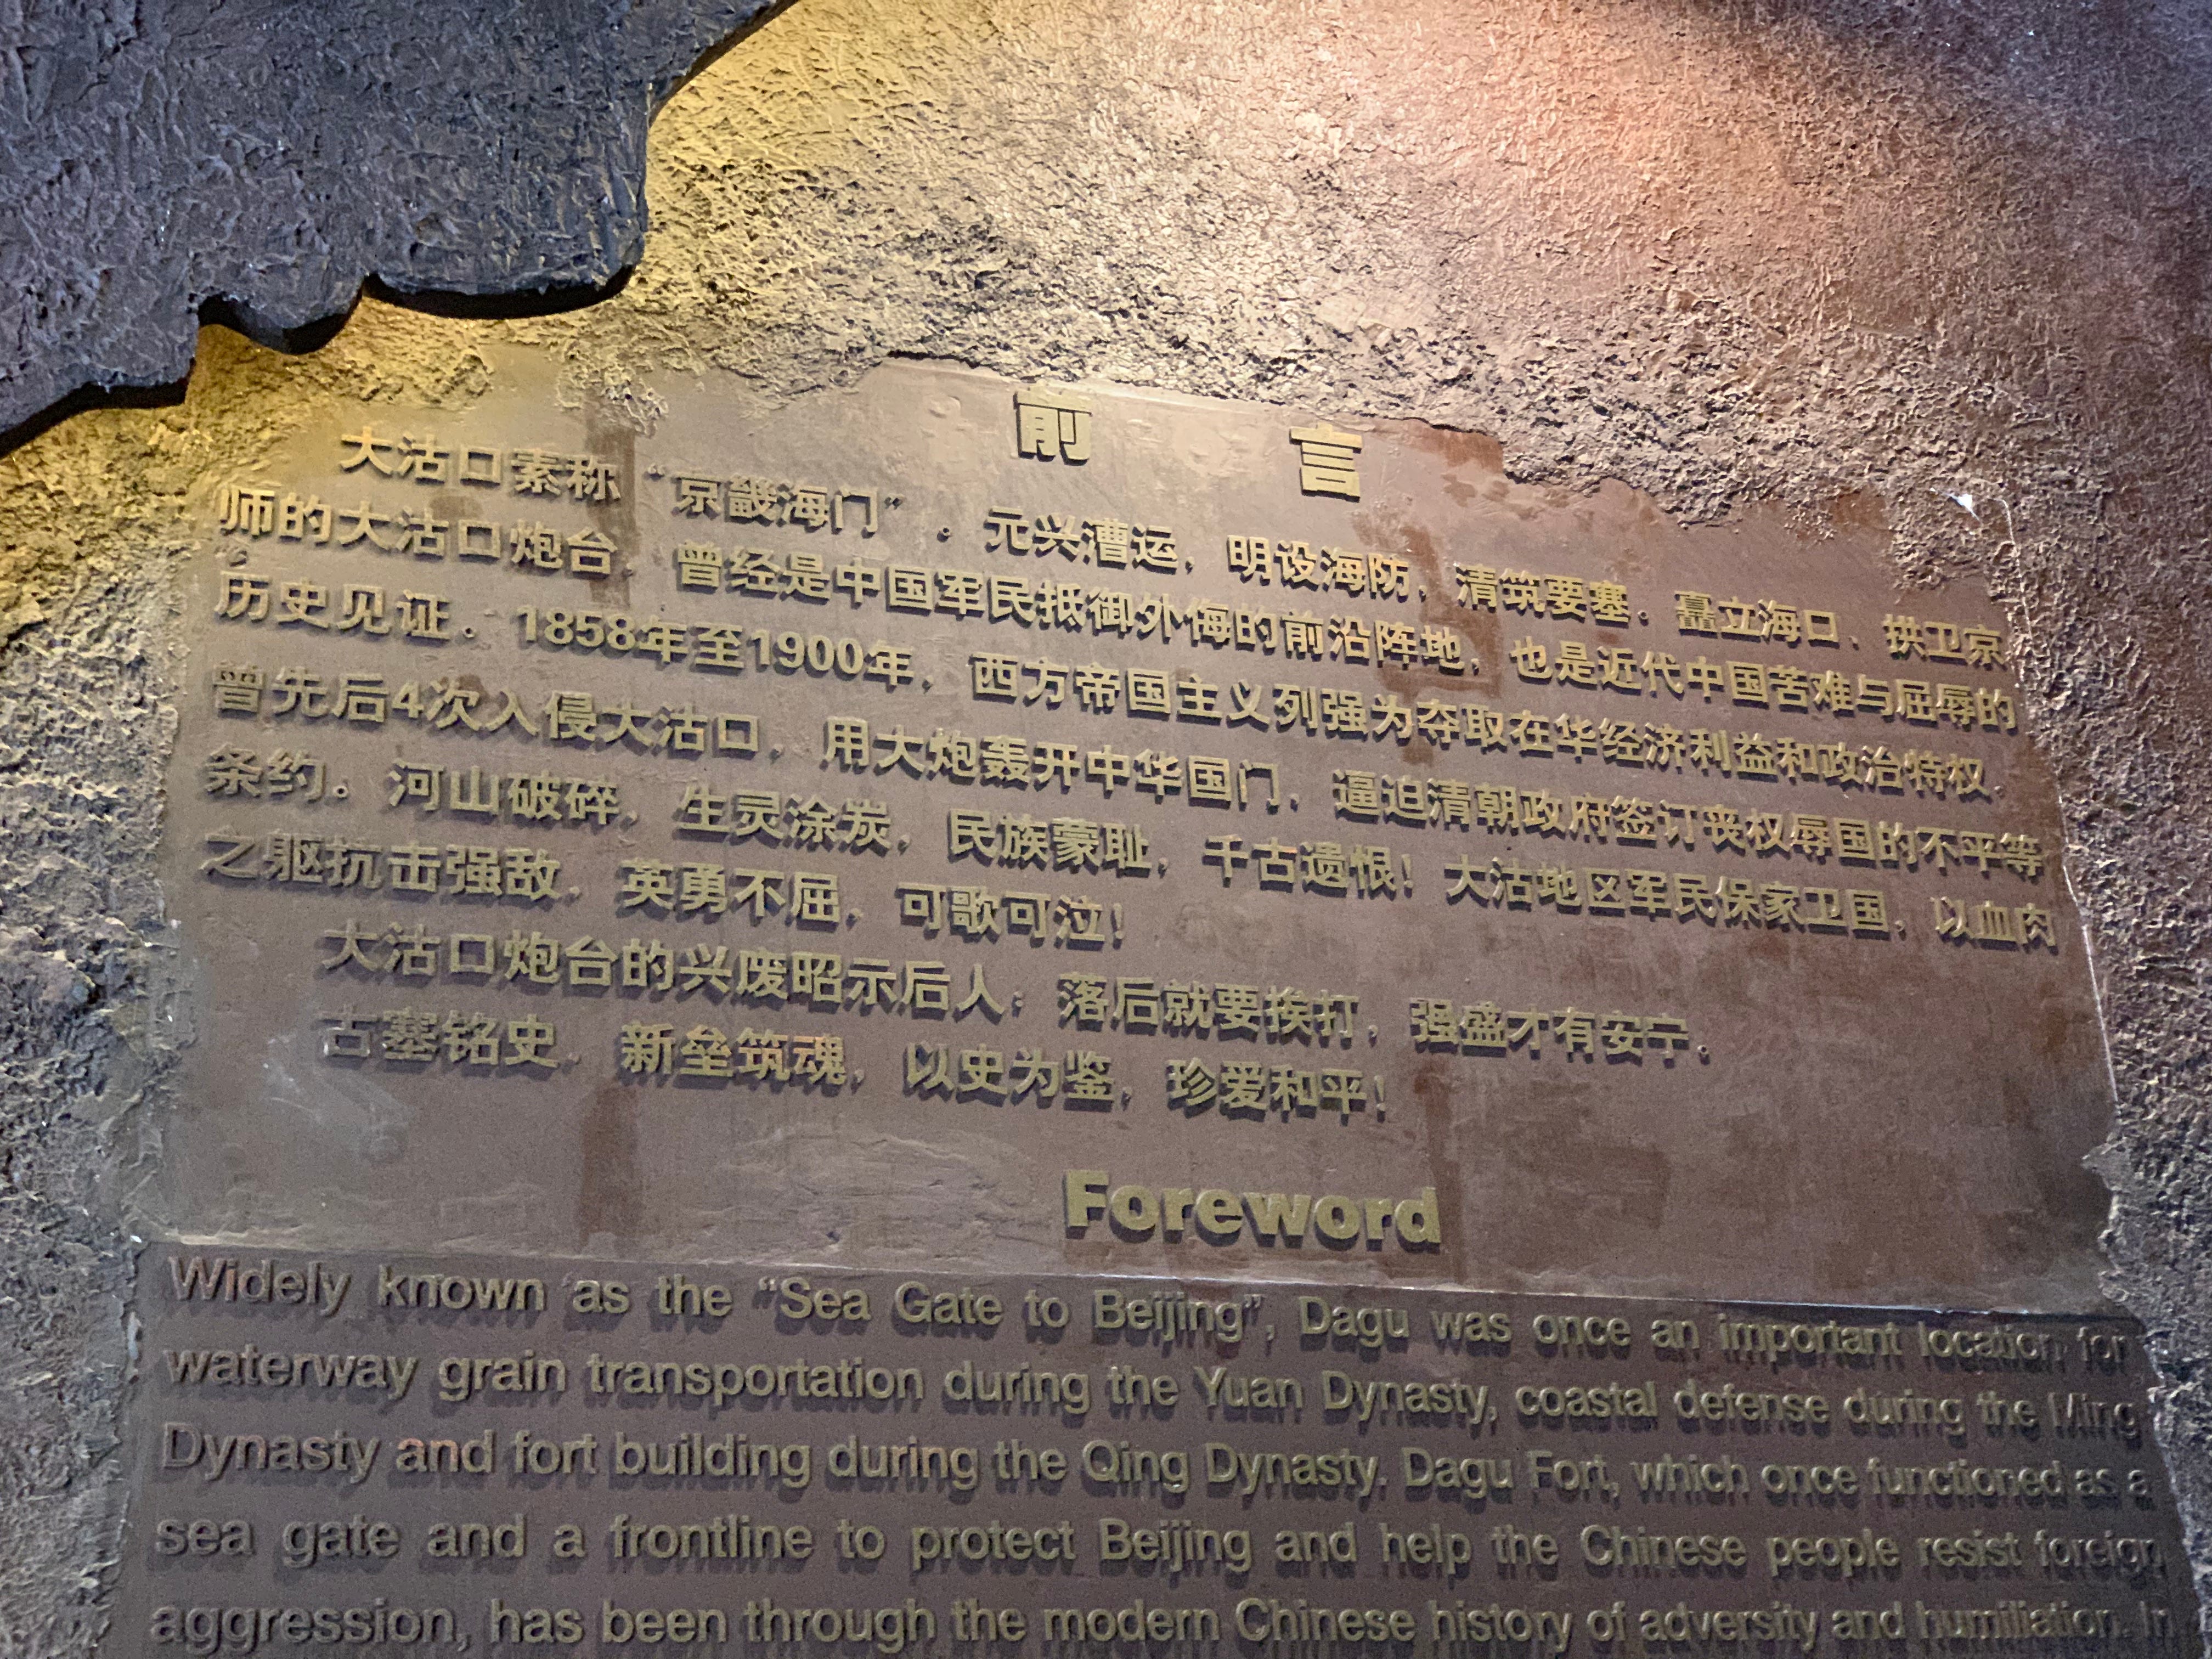 前 言
大沽口素称“京畿海门”。元兴漕运，明设海防，清筑要塞。矗立海口、拱卫京
师的大沽口炮台，曾经是中国军民抵御外侮的前沿阵地，也是近代中国苦难与屈辱的
历史见证。1858年至1900年，西方帝国主义列强为夺取在华经济利益和政治特权，
曾先后4次入侵大沽口，用大炮轰开中华国门，逼迫清朝政府签订丧权辱国的不平等
条约。河山破碎，生灵涂炭，民族蒙耻，千古遗恨！大沽地区军民保家卫国，以血肉
之躯抗击强敌，英勇不屈，可歌可泣！
大沽口炮台的兴废昭示后人：落后就要挨打，强盛才有安宁。
古塞铭史，新垒筑魂，以史为鉴，珍爱和平！
Foreword
Widely known as the “Sea Gate to Beijing”, Dagu was once an important location for
waterway grain transportation during the Yuan Dynasty, coastal defense during the Ming
Dynasty and fort building during the Qing Dynasty. Dagu Fort, which once functioned as a
sea gate and a frontline to protect Beijing and help the Chinese people resist foreign
aggression, has been through the modern Chinese history of adversity and humiliation. In